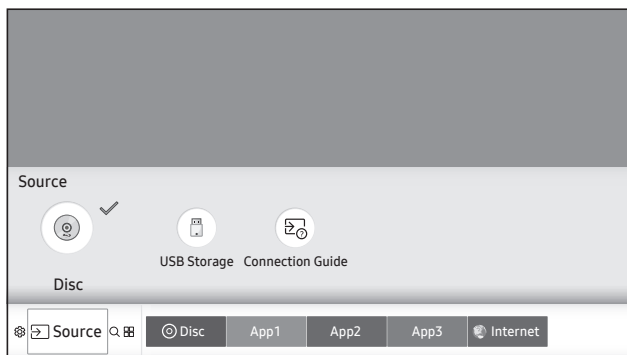 Source
USB Storage Connection Guide
Disc
Source Disc App1 App2 App3 Internet